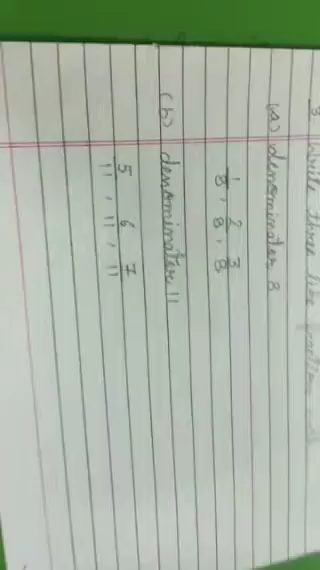 3 Write three like fractions
(a) denominator 8
1/8, 2/8, 3/8
(b) denominator 11
5/11, 6/11, 7/11